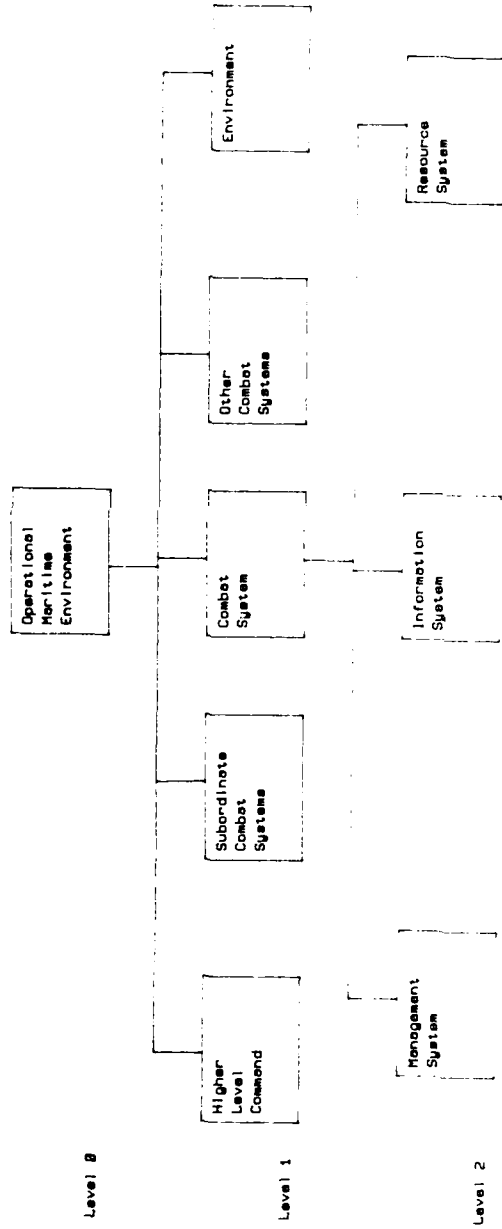 Level 0
Operational
Maritime
Environment
Level 1
Higher
Level
Command
Subordinate
Combat
Systems
Combat
System
Other
Combat
Systems
Environment
Level 2
Management
System
Information
System
Resource
System